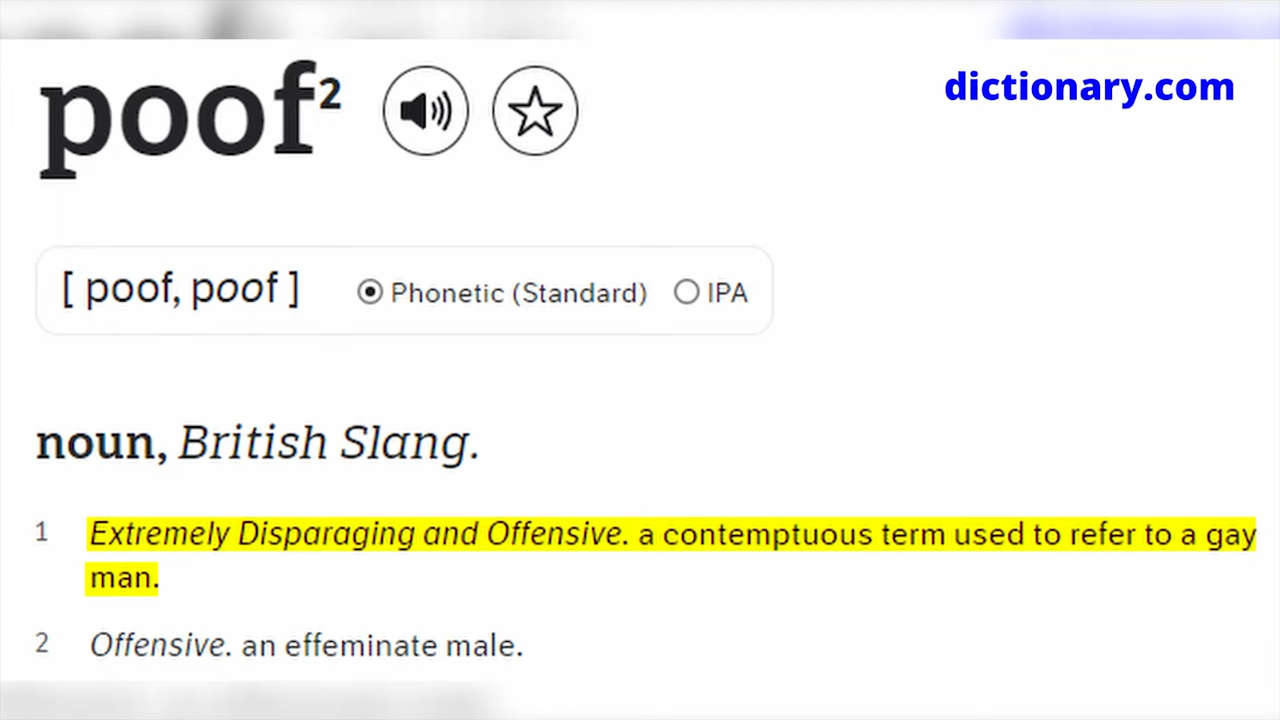 poof2
dictionary.com
[ poof, poof ]
Phonetic (Standard)
IPA
noun, British Slang.
1 Extremely Disparaging and Offensive. a contemptuous term used to refer to a gay
man.
2 Offensive. an effeminate male.